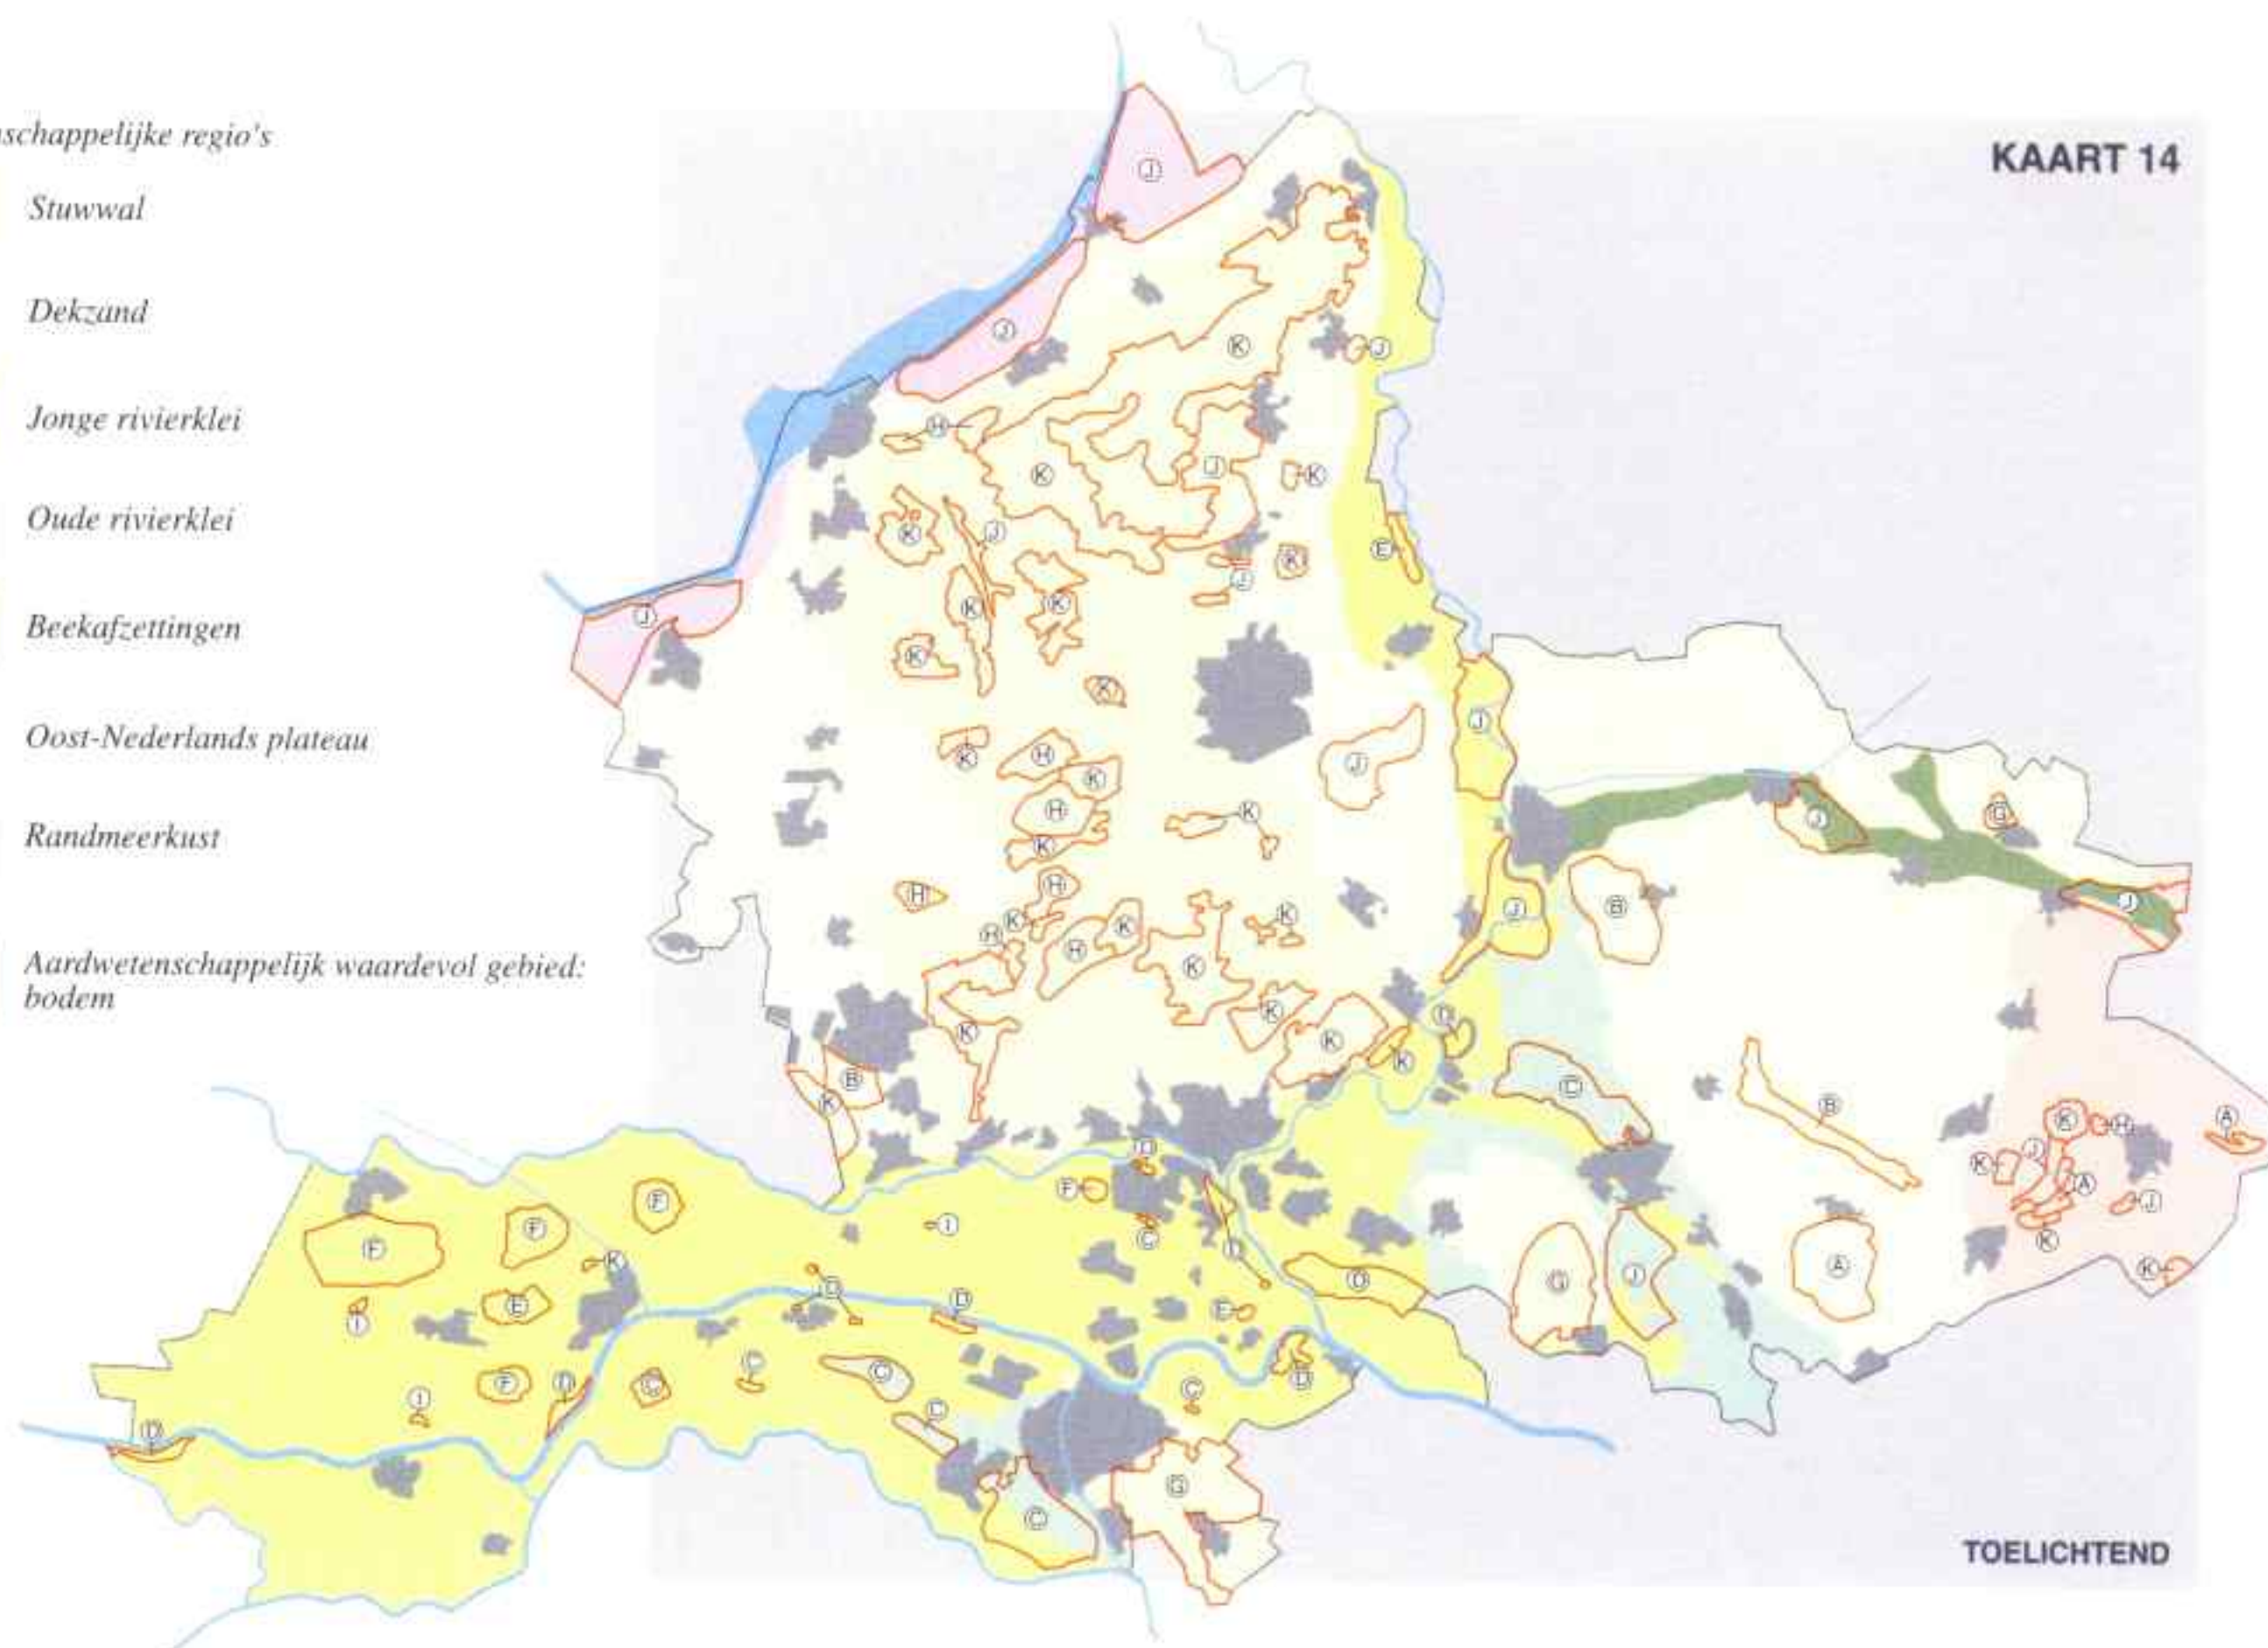 schappelijke regio's
KAART 14
Stuwwal
Dekzand
Jonge rivierklei
Oude rivierklei
Beekafzettingen
Oost-Nederlands plateau
Randmeerkust
Aardwetenschappelijk waardevol gebied:
bodem
J
J
K
J
H
K
J
K
K
J
K
E
J
K
K
J
K
K
J
K
H
K
J
H
K
K
J
G
H
H
K
K
K
H
H
K
J
B
J
K
K
K
K
K
D
B
K
C
B
K
H
A
D
K
J
A
J
K
K
F
F
F
F
I
C
D
K
E
I
D
D
D
E
G
J
A
F
D
C
C
C
C
D
I
D
C
G
C
TOELICHTEND